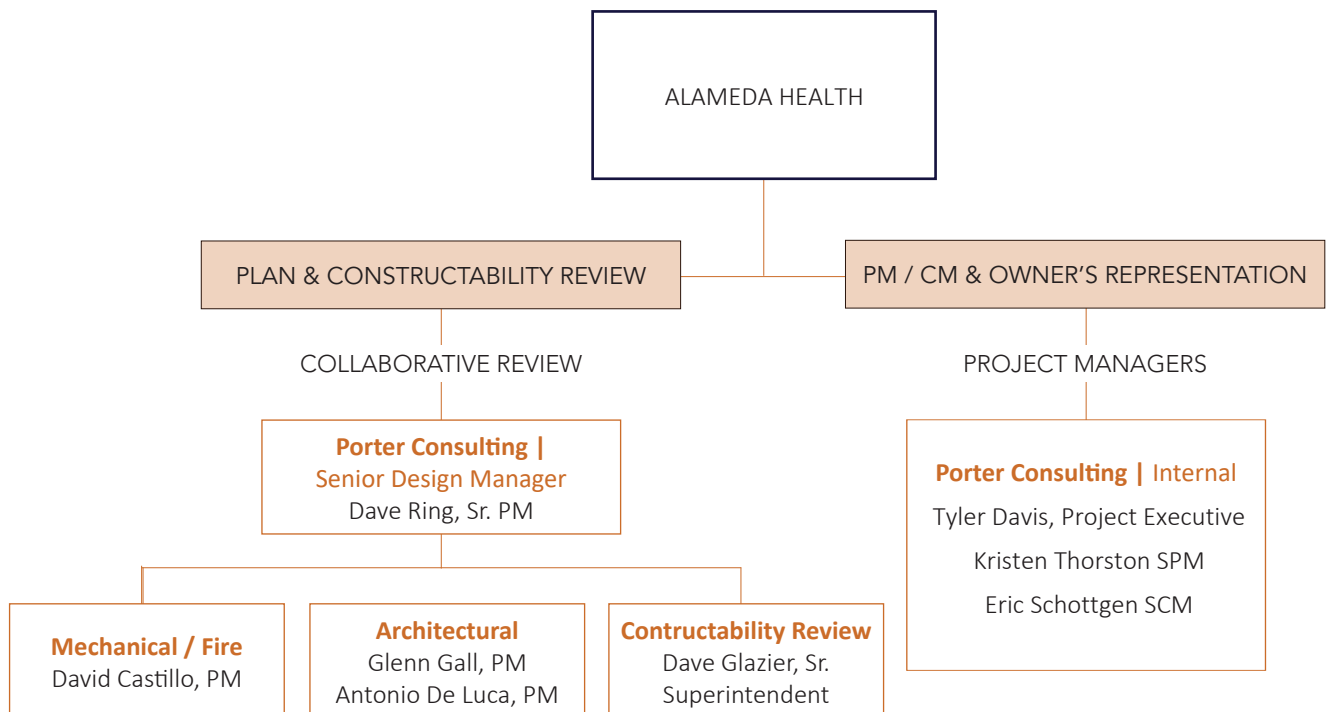 ALAMEDA HEALTH
PLAN & CONSTRUCTABILITY REVIEW
PM / CM & OWNER’S REPRESENTATION
COLLABORATIVE REVIEW
PROJECT MANAGERS
Porter Consulting |
Senior Design Manager
Dave Ring, Sr. PM
Porter Consulting | Internal
Tyler Davis, Project Executive
Kristen Thorston SPM
Eric Schottgen SCM
Mechanical / Fire
David Castillo, PM
Architectural
Glenn Gall, PM
Antonio De Luca, PM
Contructability Review
Dave Glazier, Sr.
Superintendent